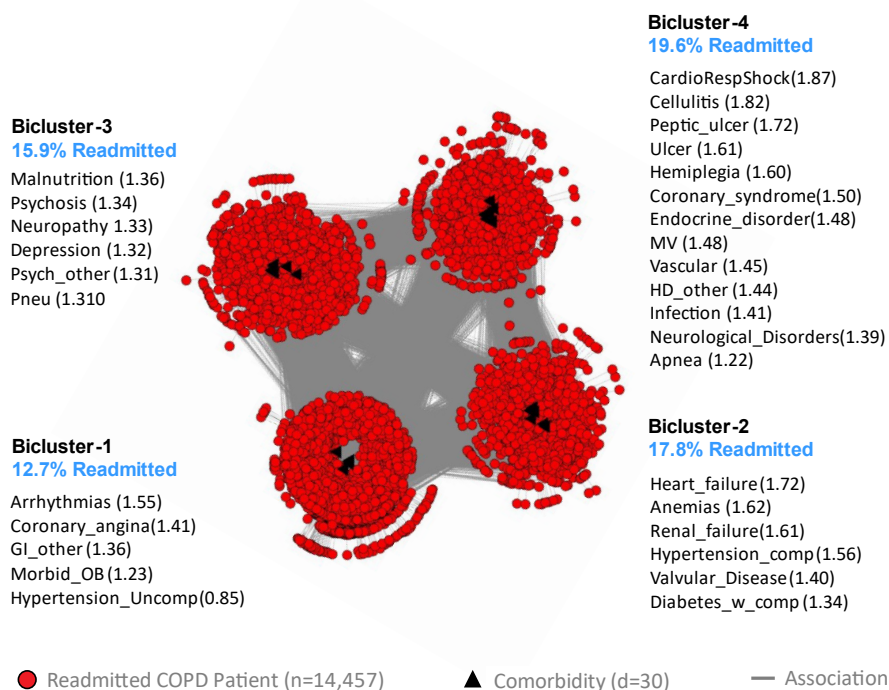 Bicluster-4
19.6% Readmitted
CardioRespShock(1.87)
Cellulitis (1.82)
Peptic_ulcer (1.72)
Ulcer (1.61)
Hemiplegia (1.60)
Coronary_syndrome(1.50)
Endocrine_disorder(1.48)
MV (1.48)
Vascular (1.45)
HD_other (1.44)
Infection (1.41)
Neurological_Disorders(1.39)
Apnea (1.22)
Bicluster-3
15.9% Readmitted
Malnutrition (1.36)
Psychosis (1.34)
Neuropathy 1.33)
Depression (1.32)
Psych_other (1.31)
Pneu (1.310
Bicluster-1
12.7% Readmitted
Arrhythmias (1.55)
Coronary_angina(1.41)
GI_other (1.36)
Morbid_OB (1.23)
Hypertension_Uncomp(0.85)
Bicluster-2
17.8% Readmitted
Heart_failure(1.72)
Anemias (1.62)
Renal_failure(1.61)
Hypertension_comp (1.56)
Valvular_Disease(1.40)
Diabetes_w_comp (1.34)
Readmitted COPD Patient (n=14,457)
Comorbidity (d=30)
Association